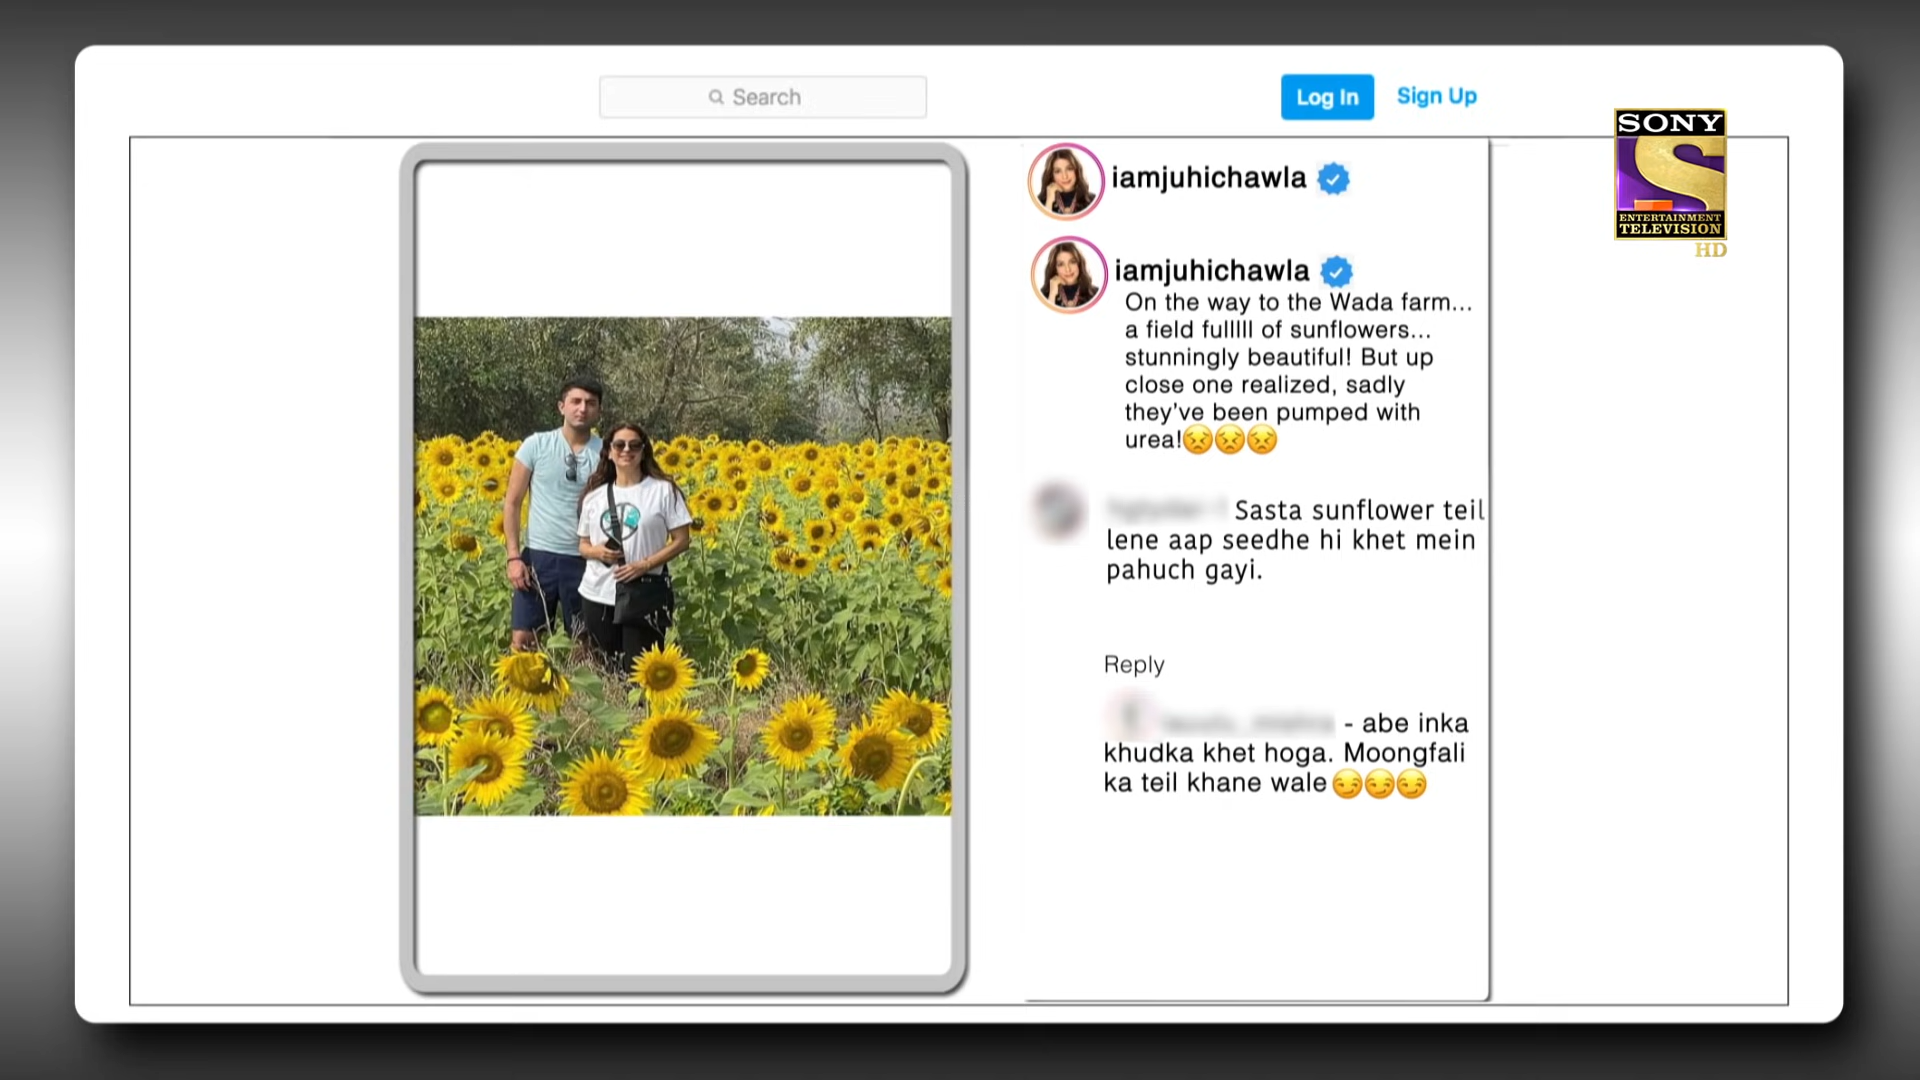 Search
Log In
Sign Up
SONY
ENTERTAINMENT
TELEVISION
HD
iamjuhichawla
iamjuhichawla
On the way to the Wada farm...
a field fulllll of sunflowers...
stunningly beautiful! But up
close one realized, sadly
they've been pumped with
urea!😣😣😣
Sasta sunflower teil
lene aap seedhe hi khet mein
pahuch gayi.
Reply
- abe inka
khudka khet hoga. Moongfali
ka teil khane wale😏😏😏